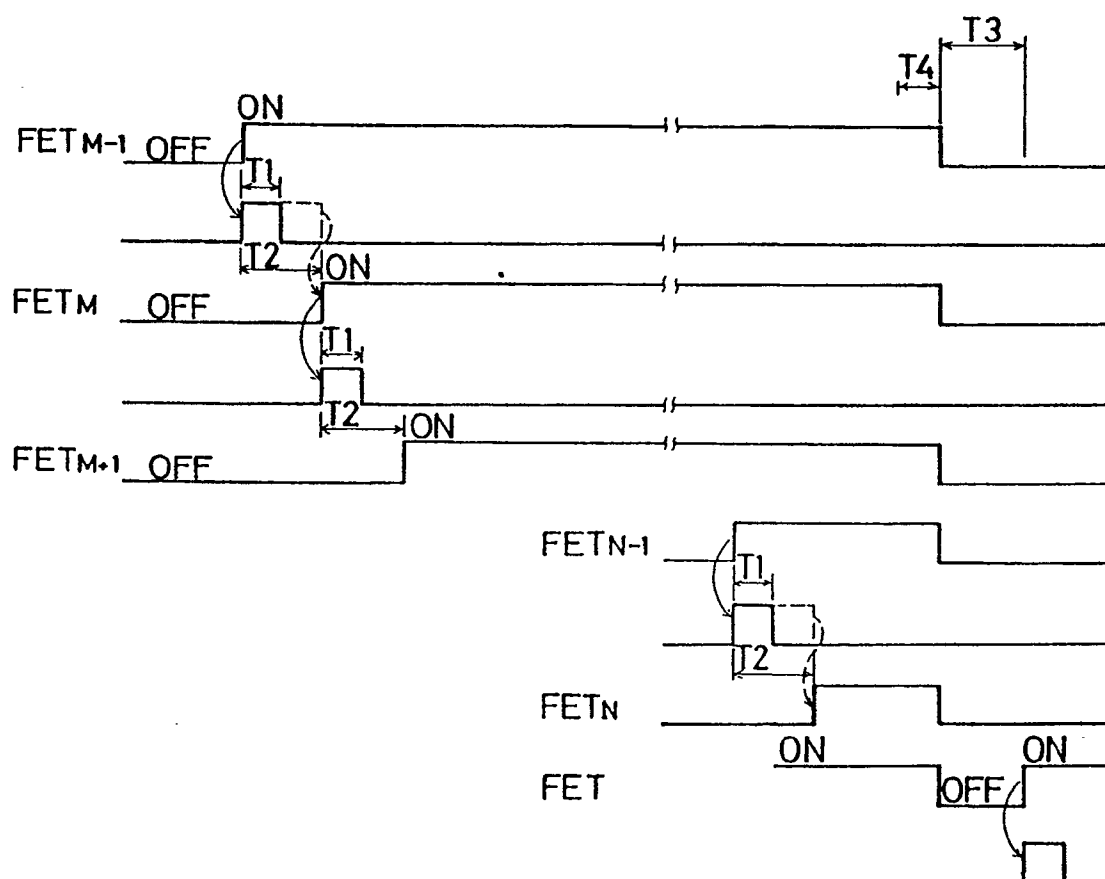 T3
T4
ON
FETM-1 OFF
T1
T2
ON
FETM OFF
T1
T2
ON
FETM+1 OFF
FETN-1
T1
T2
FETN
ON ON
FET OFF